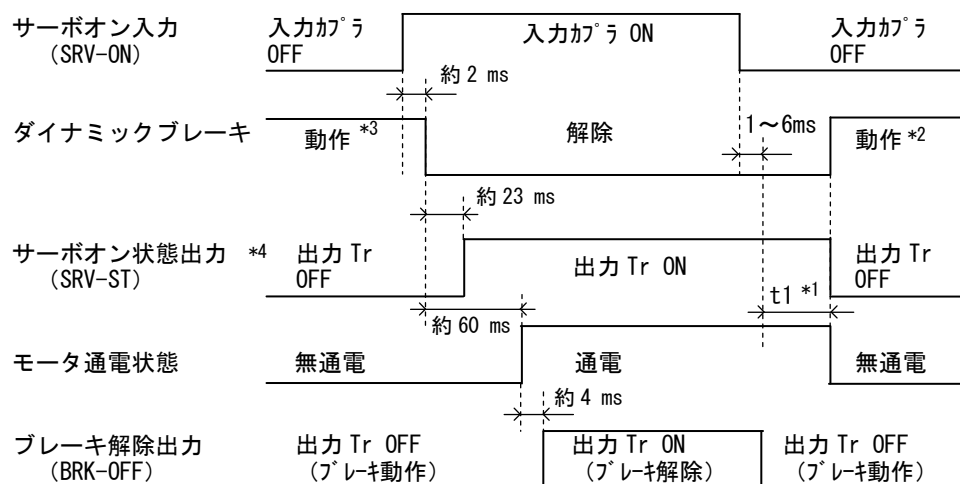 サーボオン入力
(SRV-ON)
入力ｶﾌﾟﾗ
OFF
入力ｶﾌﾟﾗ ON
入力ｶﾌﾟﾗ
OFF
約 2 ms
ダイナミックブレーキ
動作 *3
解除
1～6ms
動作 *2
約 23 ms
サーボオン状態出力 *4
(SRV-ST)
出力 Tr
OFF
出力 Tr ON
出力 Tr
OFF
t1 *1
約 60 ms
モータ通電状態
無通電
通電
無通電
約 4 ms
ブレーキ解除出力
(BRK-OFF)
出力 Tr OFF
(ﾌﾞﾚｰｷ動作)
出力 Tr ON
(ﾌﾞﾚｰｷ解除)
出力 Tr OFF
(ﾌﾞﾚｰｷ動作)